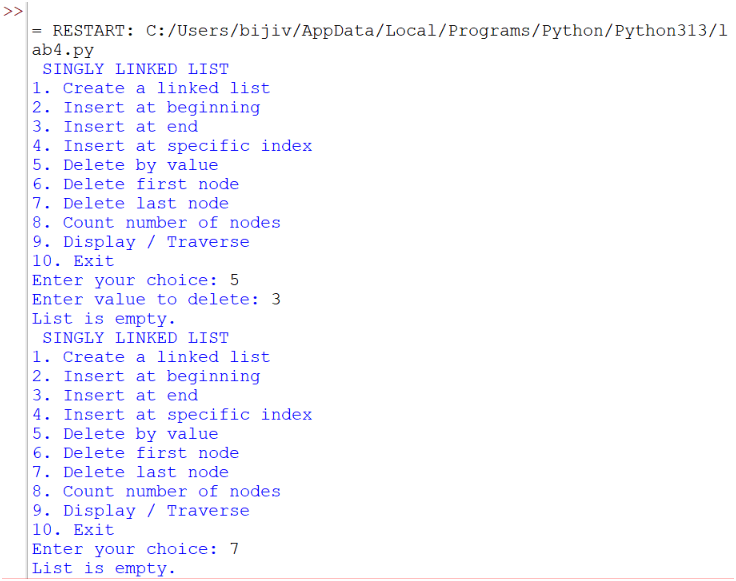 >>
= RESTART: C:/Users/bijiv/AppData/Local/Programs/Python/Python313/l
ab4.py
 SINGLY LINKED LIST
1. Create a linked list
2. Insert at beginning
3. Insert at end
4. Insert at specific index
5. Delete by value
6. Delete first node
7. Delete last node
8. Count number of nodes
9. Display / Traverse
10. Exit
Enter your choice: 5
Enter value to delete: 3
List is empty.
 SINGLY LINKED LIST
1. Create a linked list
2. Insert at beginning
3. Insert at end
4. Insert at specific index
5. Delete by value
6. Delete first node
7. Delete last node
8. Count number of nodes
9. Display / Traverse
10. Exit
Enter your choice: 7
List is empty.